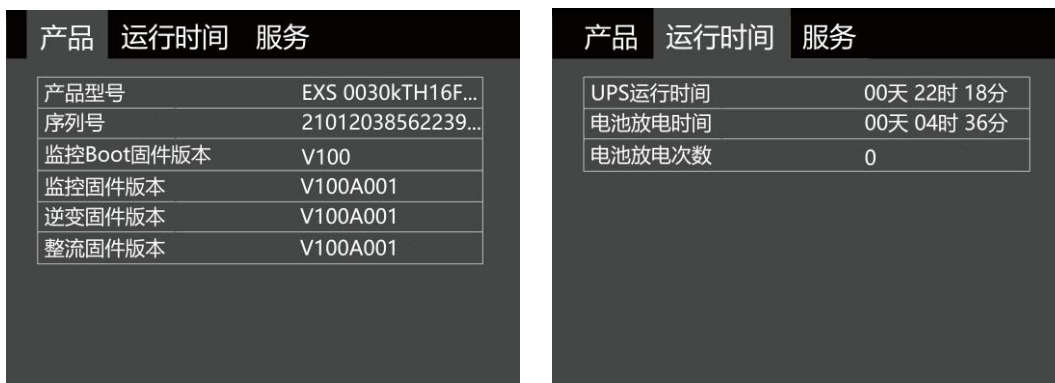 产品 运行时间 服务
产品型号 EXS 0030kTH16F...
序列号 21012038562239...
监控Boot固件版本 V100
监控固件版本 V100A001
逆变固件版本 V100A001
整流固件版本 V100A001
产品 运行时间 服务
UPS运行时间 00天 22时 18分
电池放电时间 00天 04时 36分
电池放电次数 0